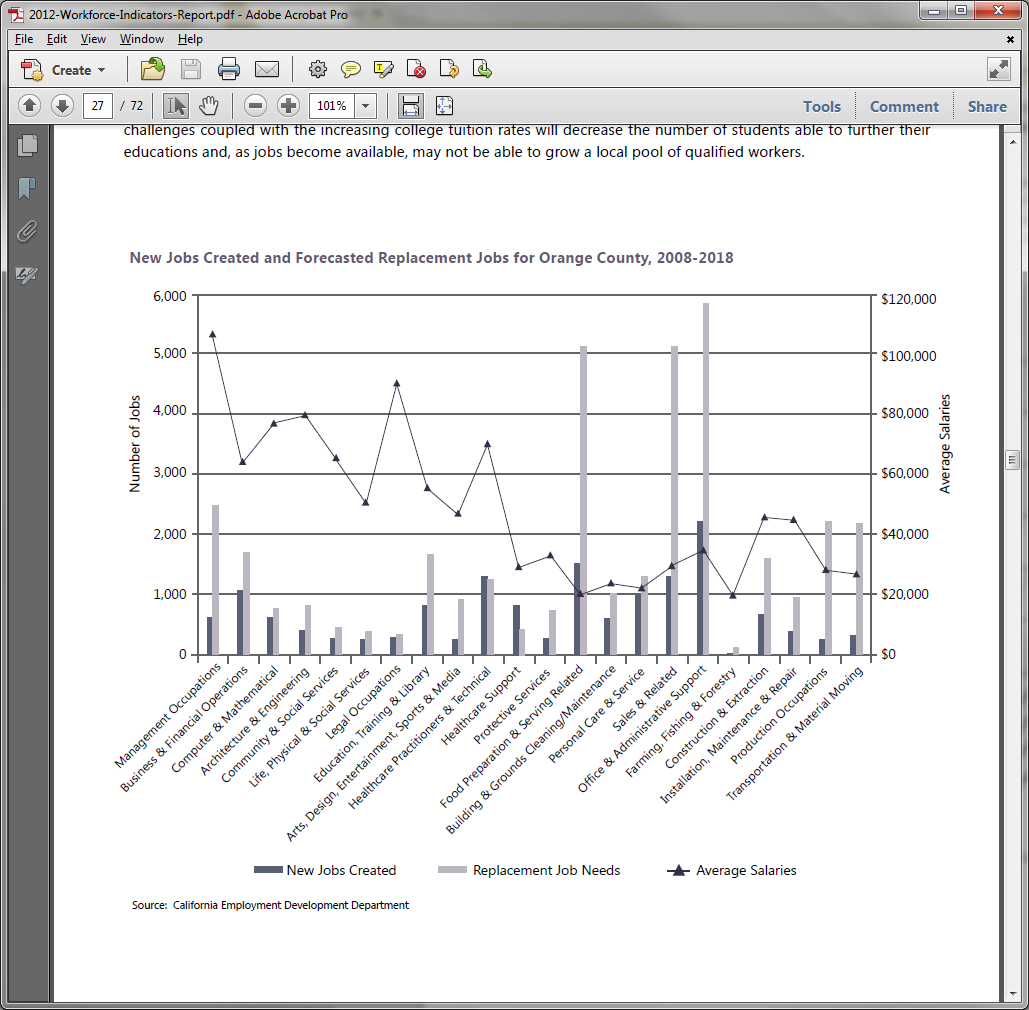 2012-Workforce-Indicators-Report.pdf - Adobe Acrobat Pro
File Edit View Window Help
Create
27 / 72 101% Tools Comment Share
challenges coupled with the increasing college tuition rates will decrease the number of students able to further their
educations and, as jobs become available, may not be able to grow a local pool of qualified workers.
New Jobs Created and Forecasted Replacement Jobs for Orange County, 2008-2018
6,000
5,000
4,000
3,000
2,000
1,000
0
Number of Jobs
$120,000
$100,000
$80,000
$60,000
$40,000
$20,000
$0
Average Salaries
Management Occupations
Business & Financial Operations
Computer & Mathematical
Architecture & Engineering
Community & Social Services
Life, Physical & Social Services
Legal Occupations
Education, Training & Library
Arts, Design, Entertainment, Sports & Media
Healthcare Practitioners & Technical
Healthcare Support
Protective Services
Food Preparation & Serving Related
Building & Grounds Cleaning/Maintenance
Personal Care & Service
Sales & Related
Office & Administrative Support
Farming, Fishing & Forestry
Construction & Extraction
Installation, Maintenance & Repair
Production Occupations
Transportation & Material Moving
New Jobs Created Replacement Job Needs Average Salaries
Source: California Employment Development Department